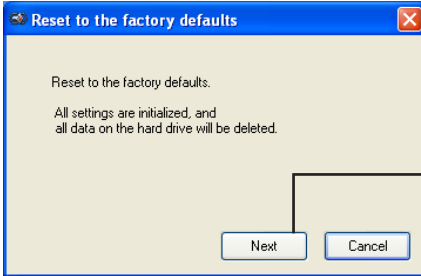 Reset to the factory defaults
Reset to the factory defaults.
All settings are initialized, and
all data on the hard drive will be deleted.
Next
Cancel